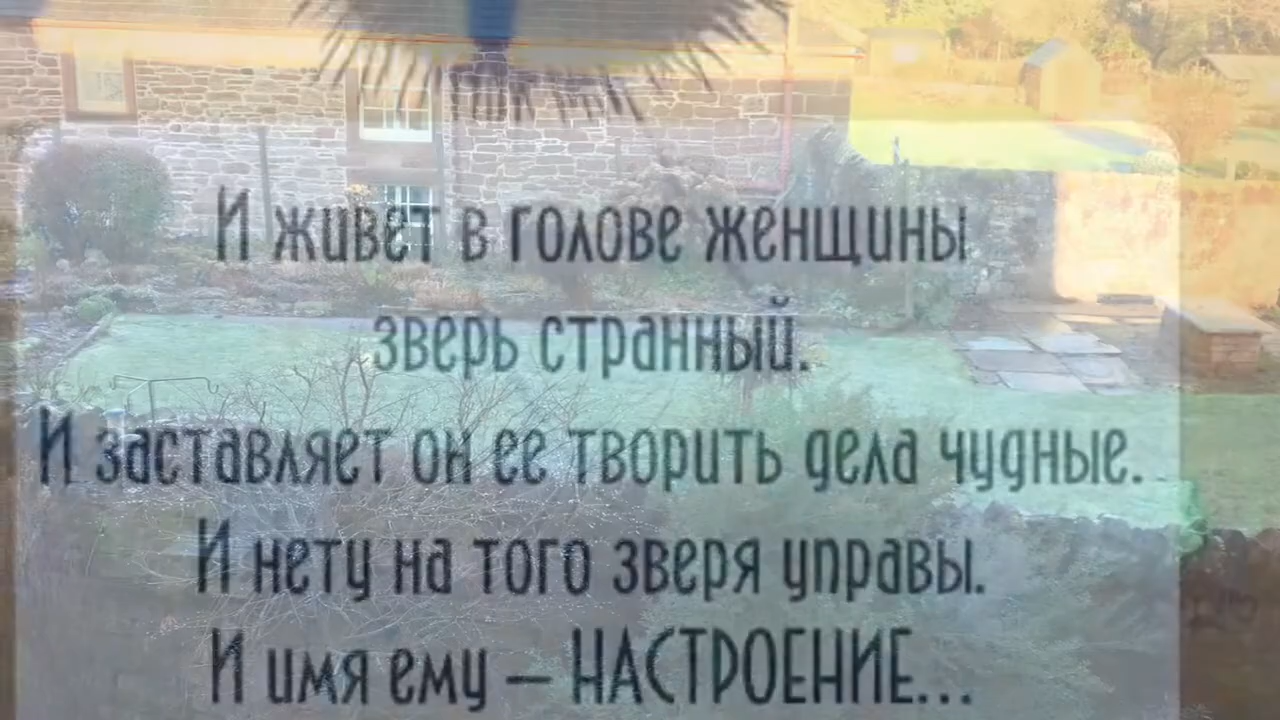 И живет в голове женщины
зверь странный.
И заставляет он ее творить дела чудные.
И нету на того зверя управы.
И имя ему – НАСТРОЕНИЕ...